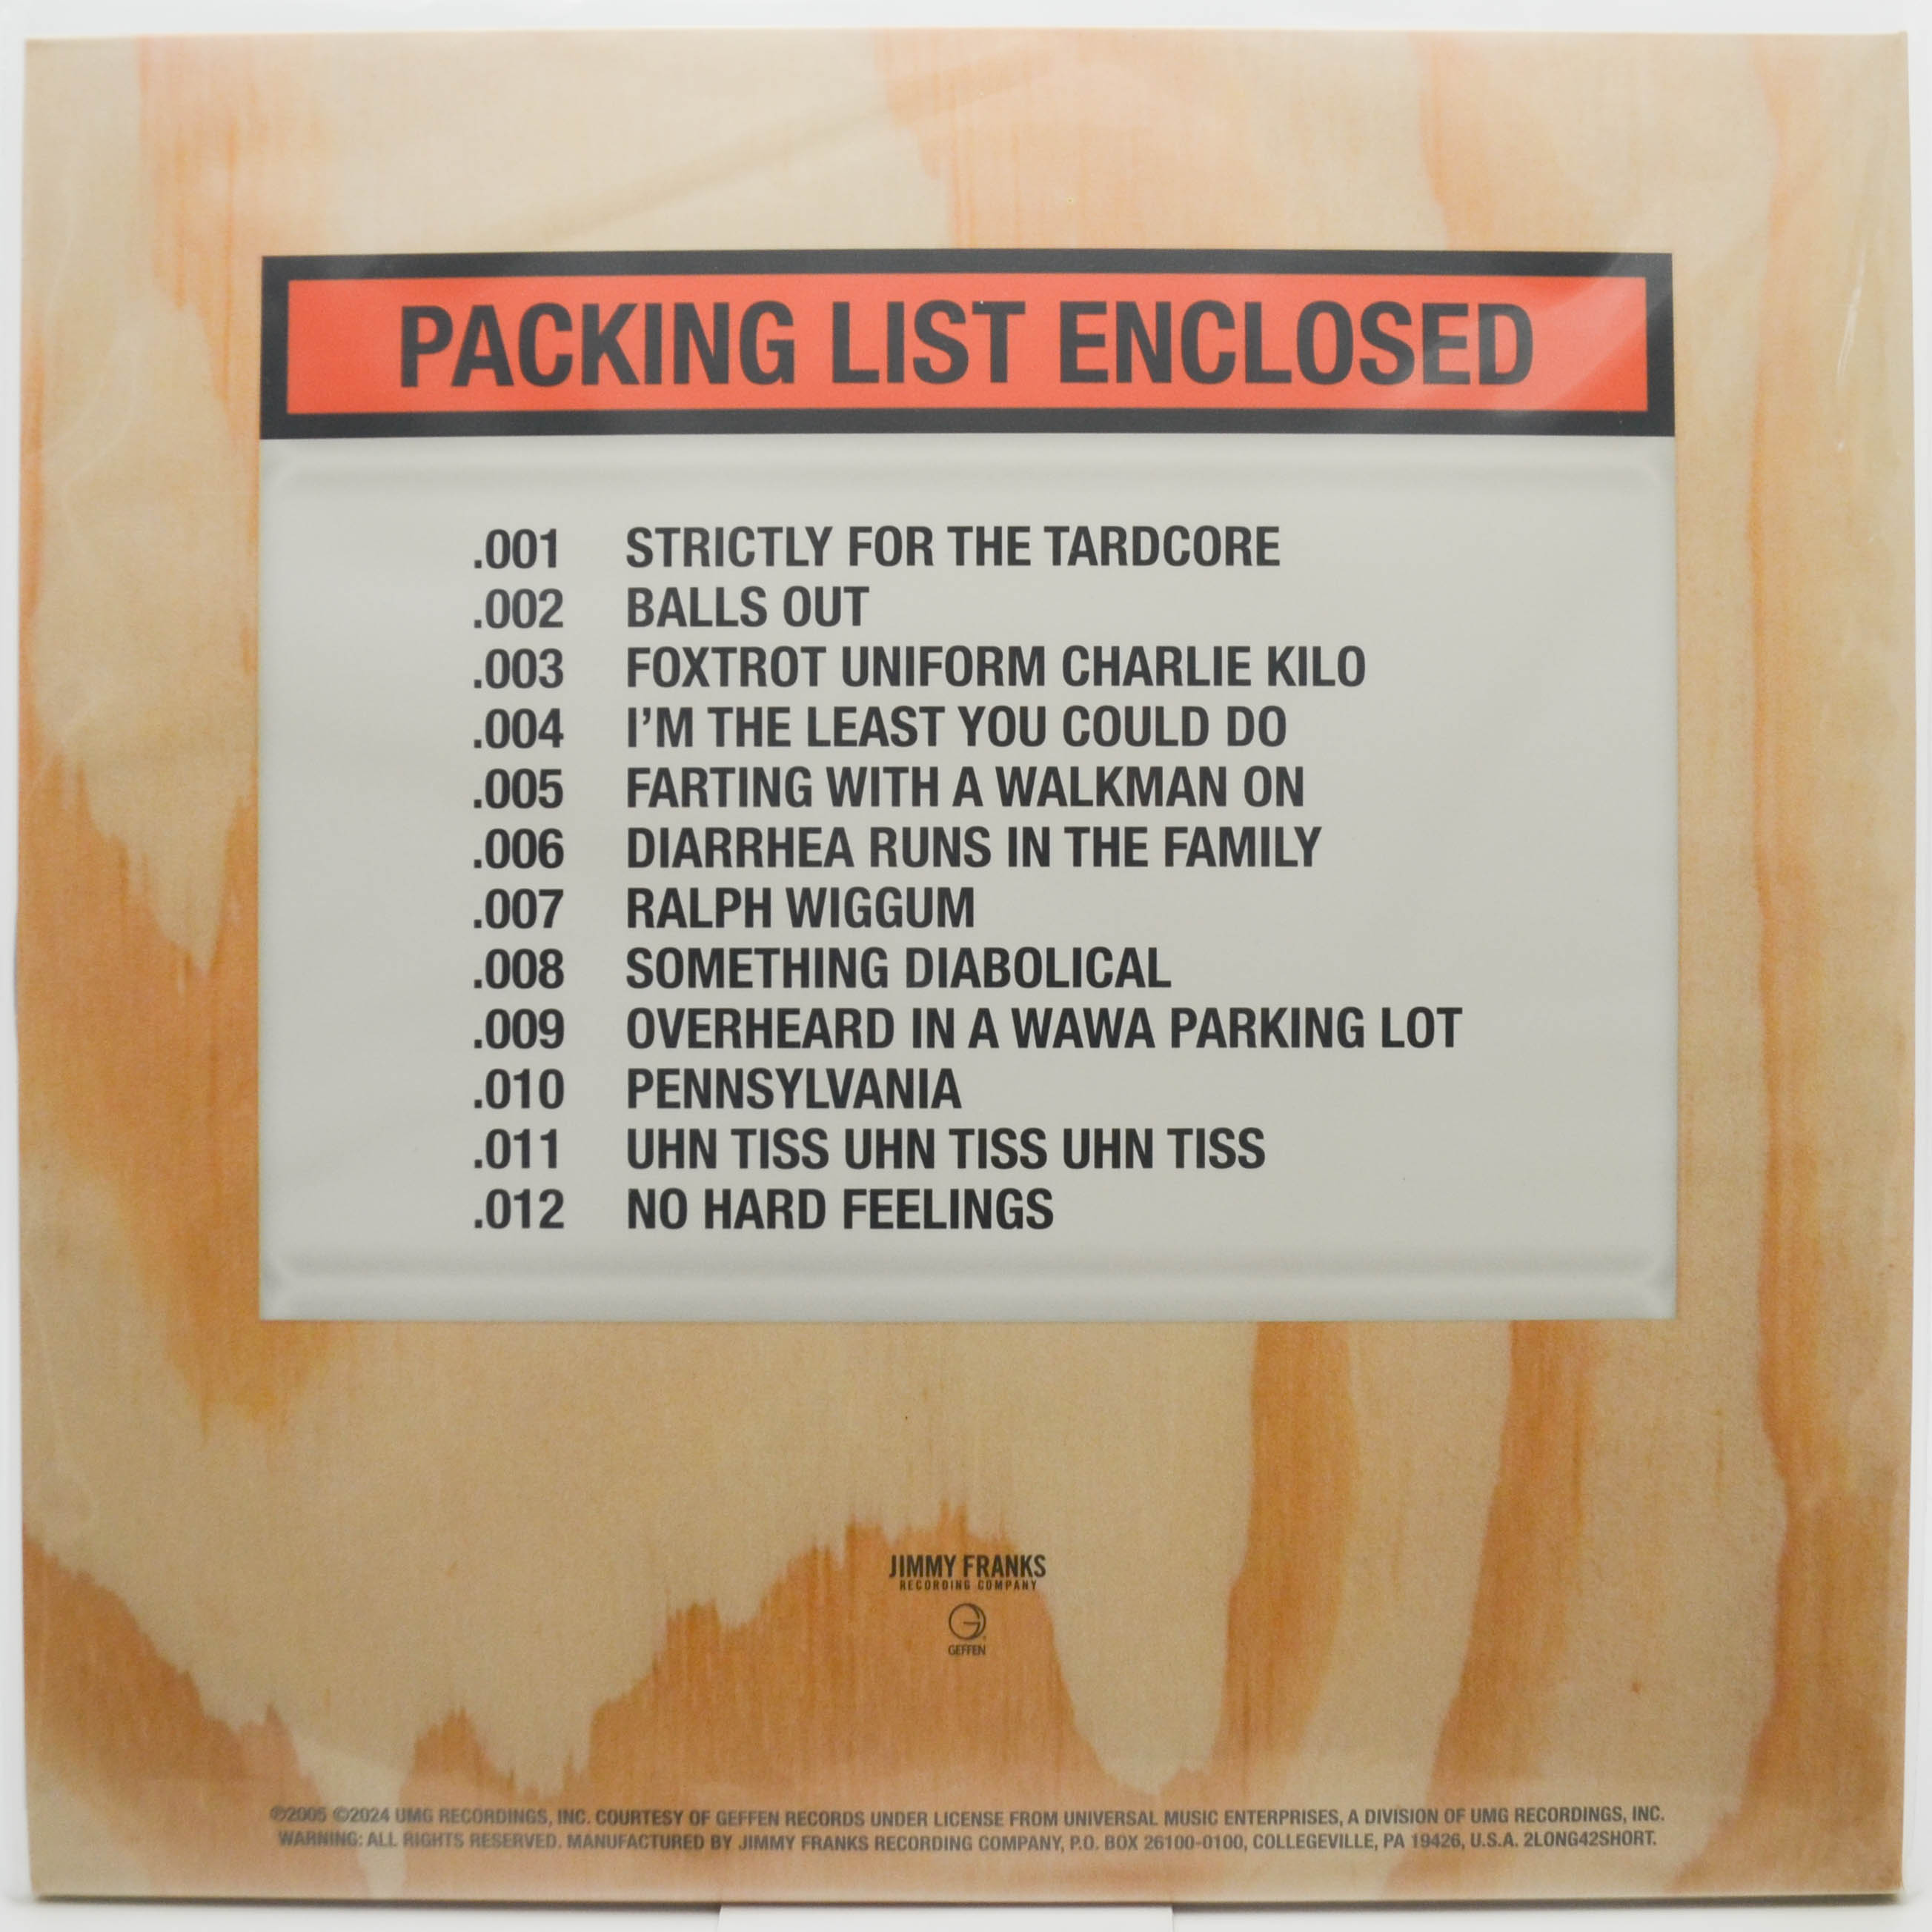 PACKING LIST ENCLOSED
.001 STRICTLY FOR THE TARDCORE
.002 BALLS OUT
.003 FOXTROT UNIFORM CHARLIE KILO
.004 I'M THE LEAST YOU COULD DO
.005 FARTING WITH A WALKMAN ON
.006 DIARRHEA RUNS IN THE FAMILY
.007 RALPH WIGGUM
.008 SOMETHING DIABOLICAL
.009 OVERHEARD IN A WAWA PARKING LOT
.010 PENNSYLVANIA
.011 UHN TISS UHN TISS UHN TISS
.012 NO HARD FEELINGS
JIMMY FRANKS
RECORDING COMPANY
GEFFEN
℗2005 ©2024 UMG RECORDINGS, INC. COURTESY OF GEFFEN RECORDS UNDER LICENSE FROM UNIVERSAL MUSIC ENTERPRISES, A DIVISION OF UMG RECORDINGS, INC.
WARNING: ALL RIGHTS RESERVED. MANUFACTURED BY JIMMY FRANKS RECORDING COMPANY, P.O. BOX 26100-0100, COLLEGEVILLE, PA 19426, U.S.A. 2LONG42SHORT.